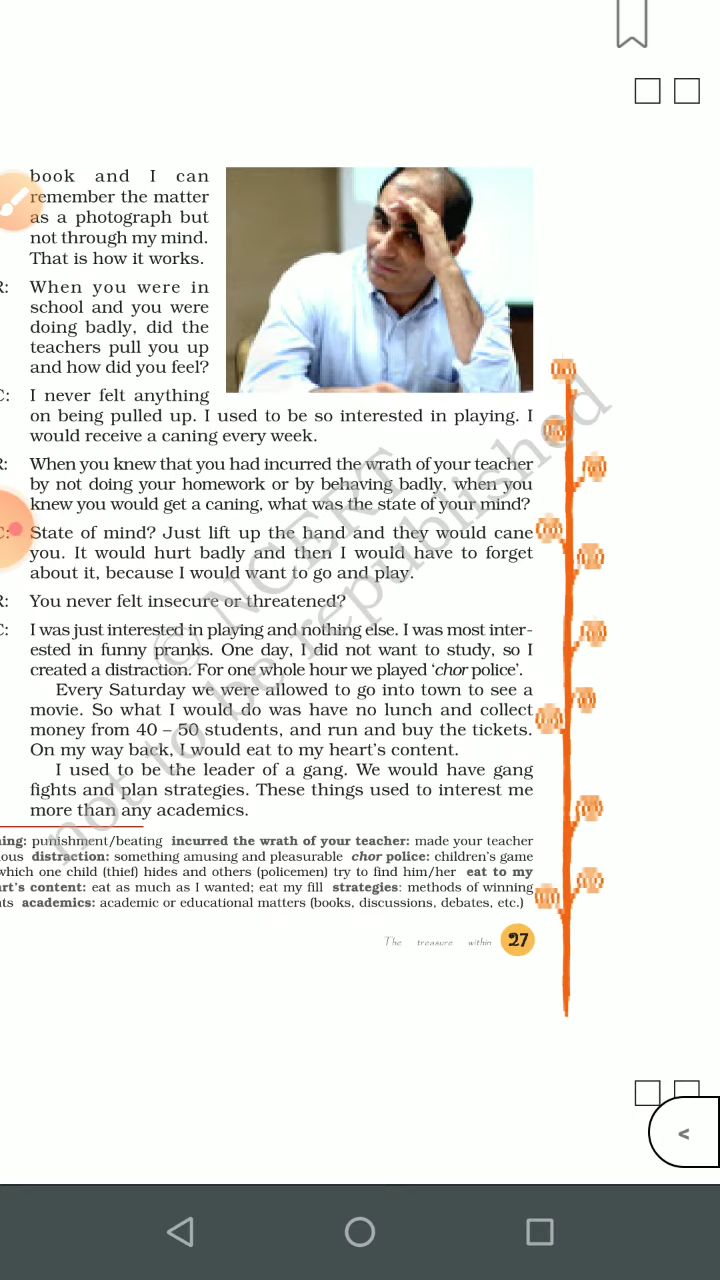 book and I can
remember the matter
as a photograph but
not through my mind.
That is how it works.
R: When you were in
school and you were
doing badly, did the
teachers pull you up
and how did you feel?
C: I never felt anything
on being pulled up. I used to be so interested in playing. I
would receive a caning every week.
R: When you knew that you had incurred the wrath of your teacher
by not doing your homework or by behaving badly, when you
knew you would get a caning, what was the state of your mind?
C: State of mind? Just lift up the hand and they would cane
you. It would hurt badly and then I would have to forget
about it, because I would want to go and play.
R: You never felt insecure or threatened?
C: I was just interested in playing and nothing else. I was most inter-
ested in funny pranks. One day, I did not want to study, so I
created a distraction. For one whole hour we played ‘chor police’.
Every Saturday we were allowed to go into town to see a
movie. So what I would do was have no lunch and collect
money from 40 – 50 students, and run and buy the tickets.
On my way back, I would eat to my heart’s content.
I used to be the leader of a gang. We would have gang
fights and plan strategies. These things used to interest me
more than any academics.
ing: punishment/beating incurred the wrath of your teacher: made your teacher
ous distraction: something amusing and pleasurable chor police: children’s game
which one child (thief) hides and others (policemen) try to find him/her eat to my
rt’s content: eat as much as I wanted; eat my fill strategies: methods of winning
ts academics: academic or educational matters (books, discussions, debates, etc.)
The treasure within 27
© NCERT
not to be republished